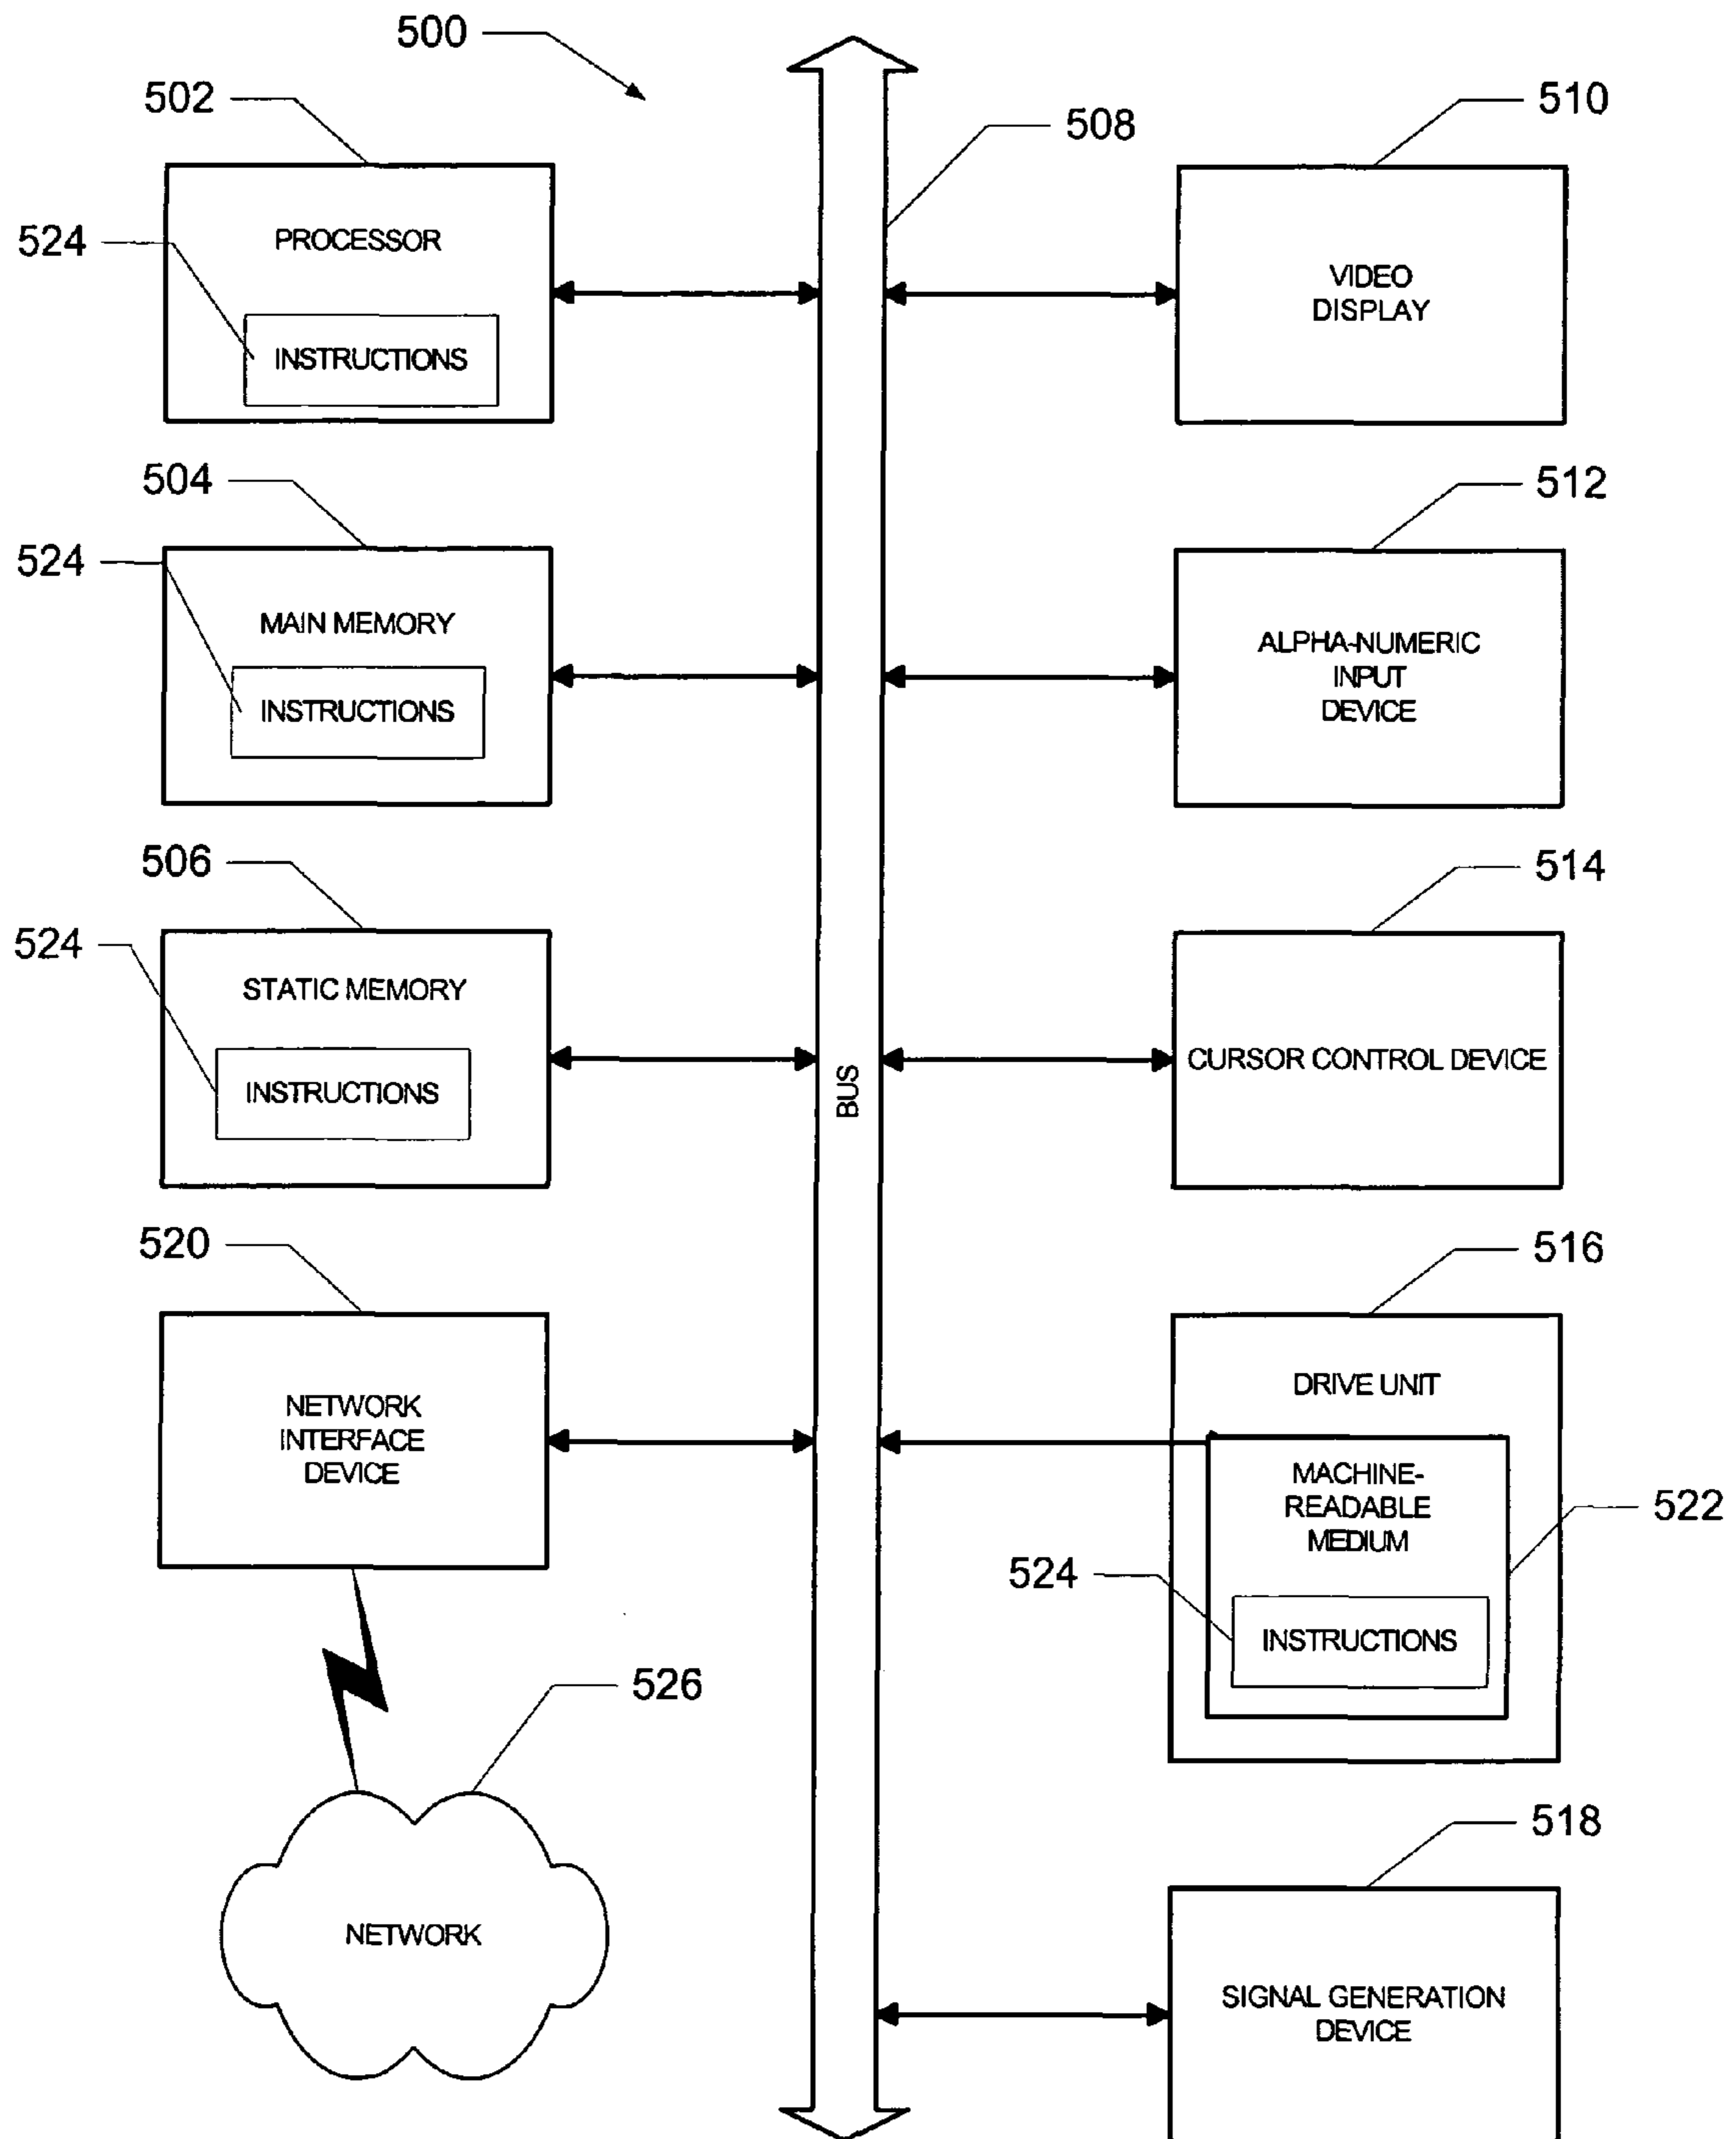 500
502
508
510
524
PROCESSOR
INSTRUCTIONS
VIDEO
DISPLAY
504
512
524
MAIN MEMORY
INSTRUCTIONS
ALPHA-NUMERIC
INPUT
DEVICE
506
514
524
STATIC MEMORY
INSTRUCTIONS
BUS
CURSOR CONTROL DEVICE
520
516
NETWORK
INTERFACE
DEVICE
DRIVE UNIT
MACHINE-
READABLE
MEDIUM
522
524
INSTRUCTIONS
526
NETWORK
518
SIGNAL GENERATION
DEVICE